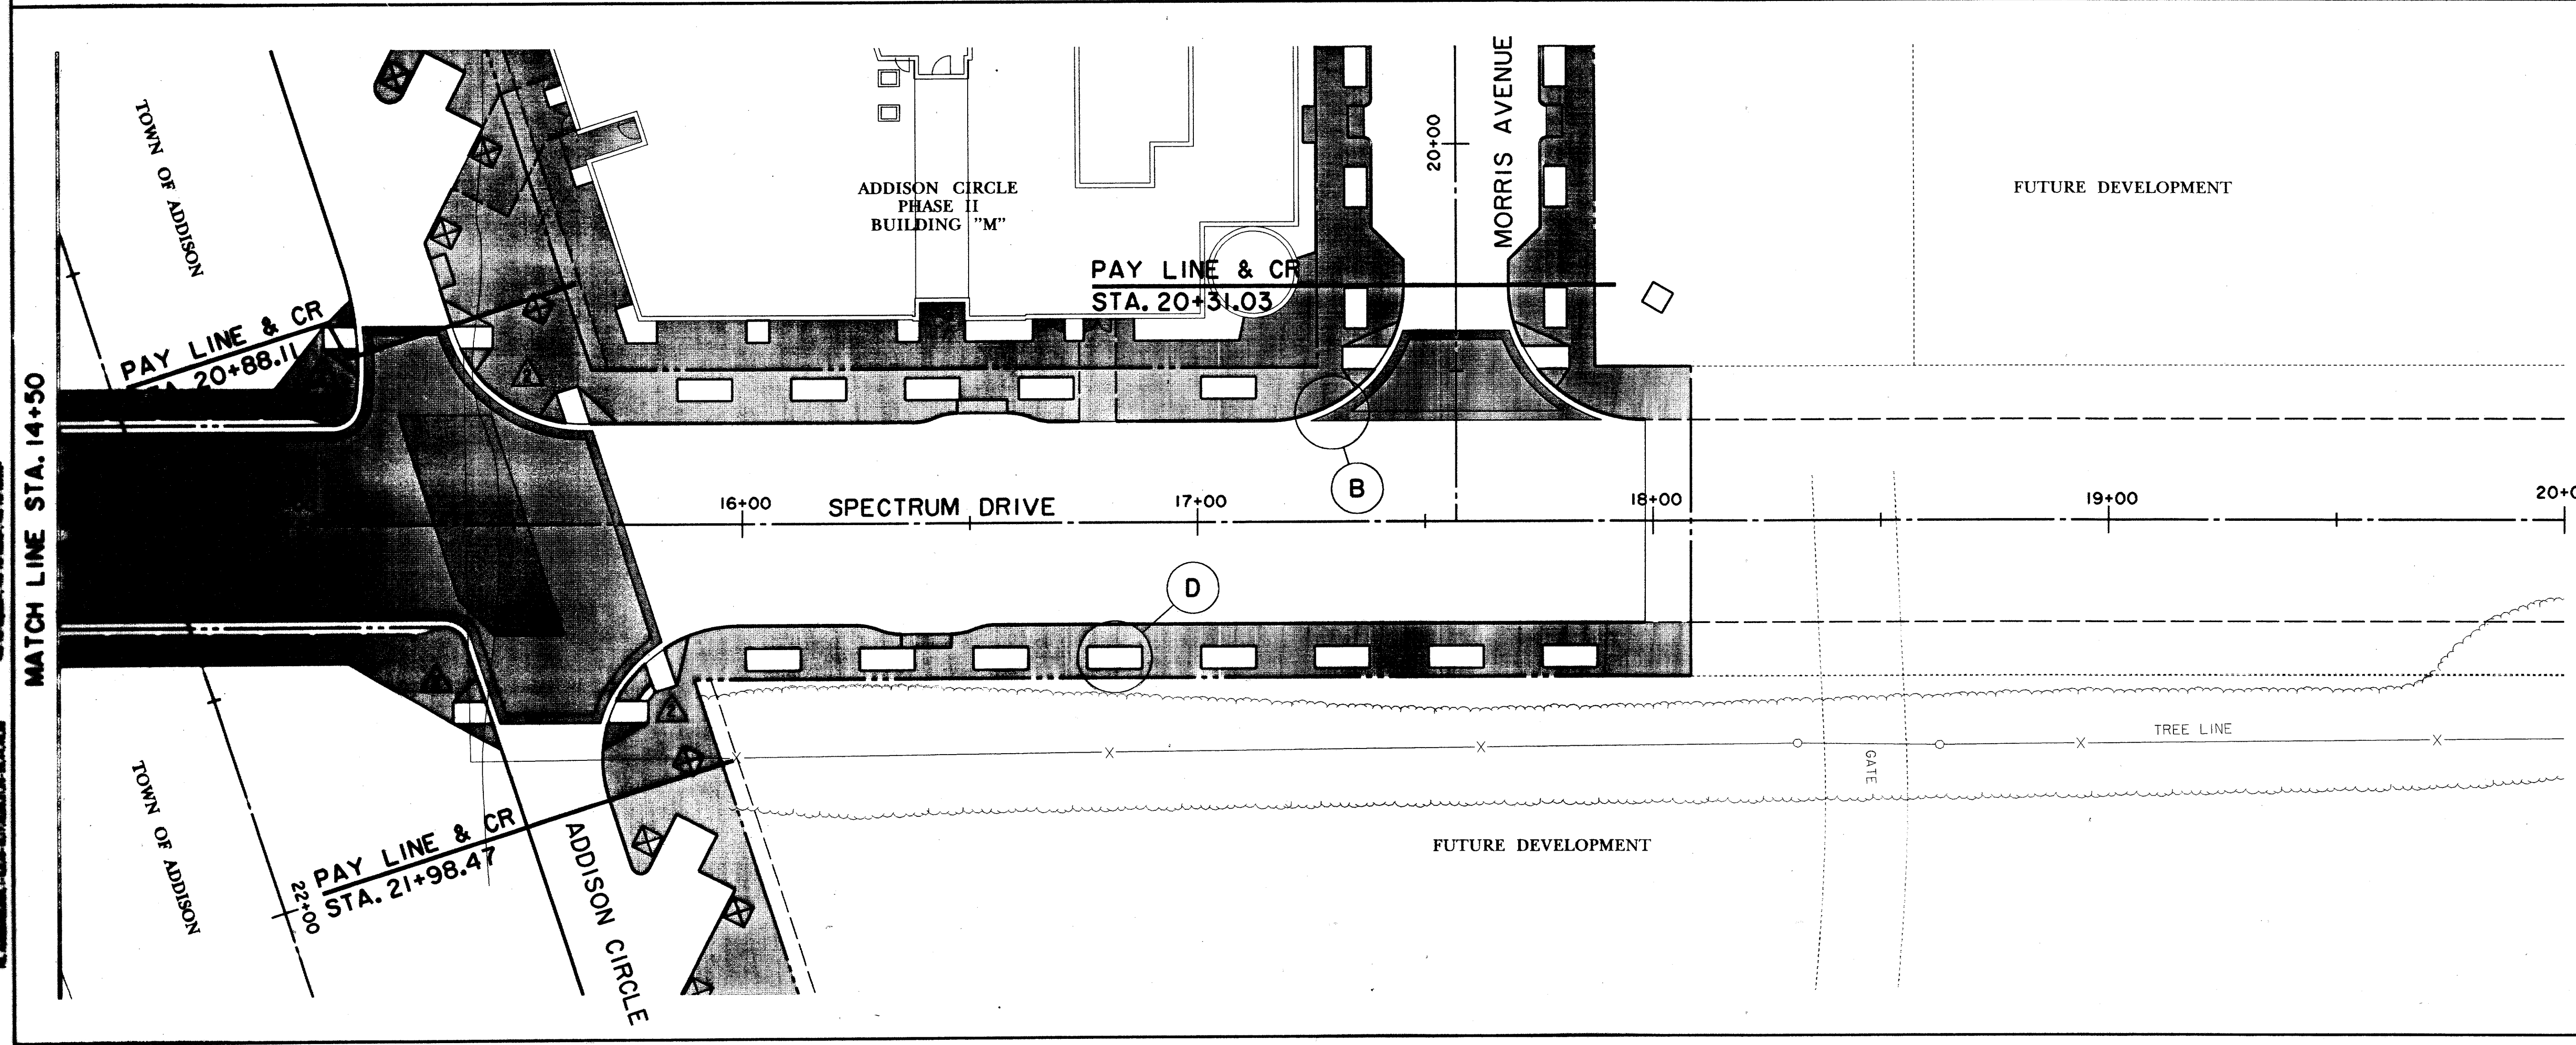 MATCH LINE STA. 14+50
TOWN OF ADDISON
PAY LINE & CR
STA. 20+88.11
ADDISON CIRCLE
PHASE II
BUILDING "M"
PAY LINE & CR
STA. 20+31.03
20+00
MORRIS AVENUE
FUTURE DEVELOPMENT
B
16+00
SPECTRUM DRIVE
17+00
18+00
19+00
D
2
2
TREE LINE
GATE
TOWN OF ADDISON
22+00
PAY LINE & CR
STA. 21+98.47
ADDISON CIRCLE
FUTURE DEVELOPMENT